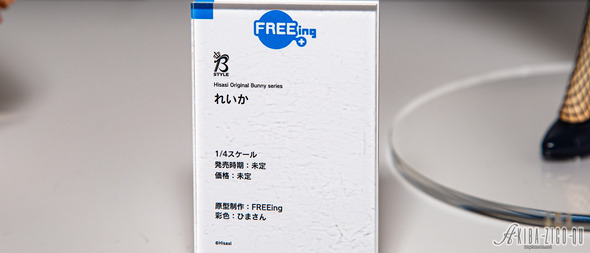 FREEing
B
STYLE
Hisasi Original Bunny series
れいか
1/4スケール
発売時期：未定
価格：未定
原型制作：FREEing
彩色：ひまさん
©Hisasi
AKIBA-ZIGO-OU